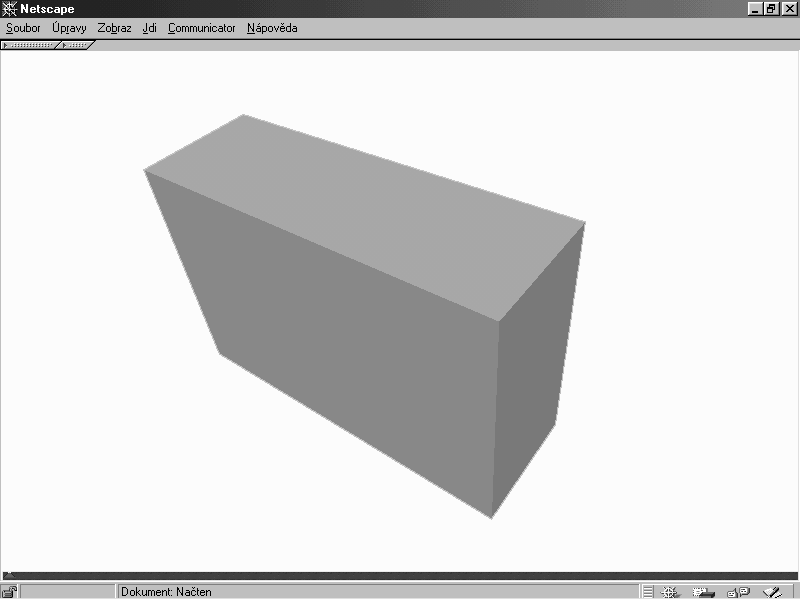 Netscape
Soubor Úpravy Zobraz Jdi Communicator Nápověda
Dokument: Načten